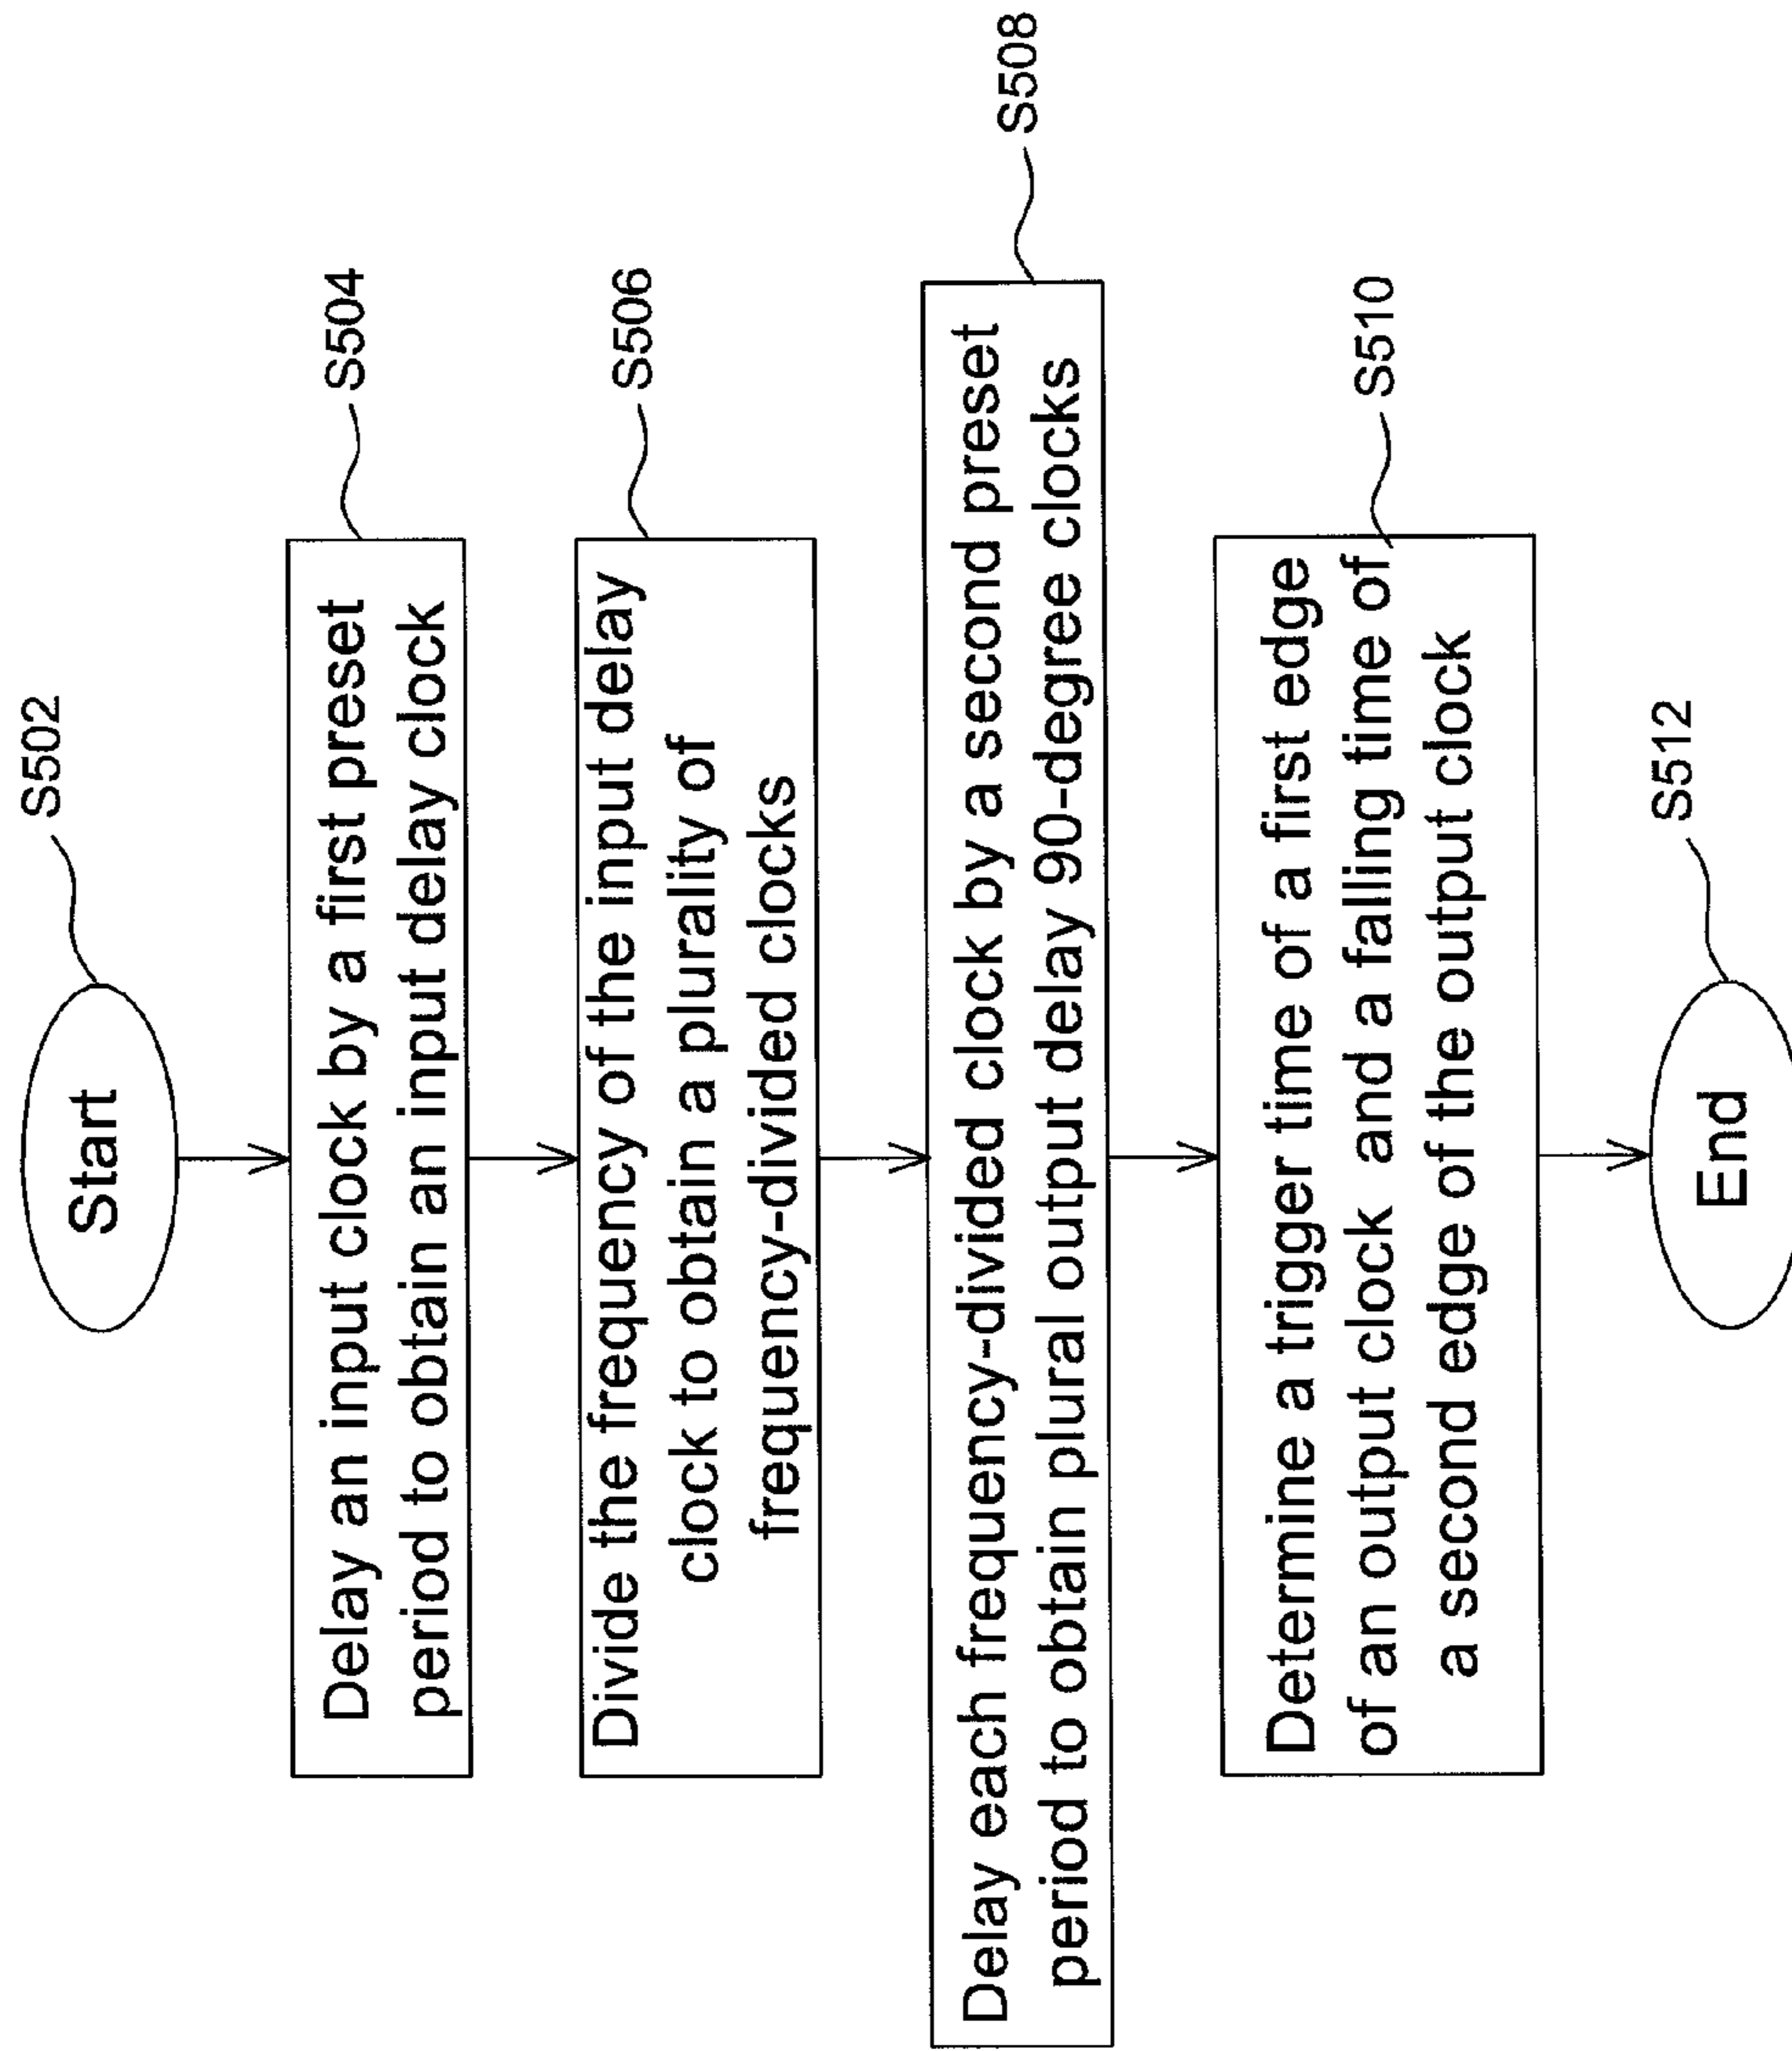 S502
Start
S504
Delay an input clock by a first preset
period to obtain an input delay clock
S506
Divide the frequency of the input delay
clock to obtain a plurality of
frequency-divided clocks
S508
Delay each frequency-divided clock by a second preset
period to obtain plural output delay 90-degree clocks
S510
Determine a trigger time of a first edge
of an output clock and a falling time of
a second edge of the output clock
S512
End